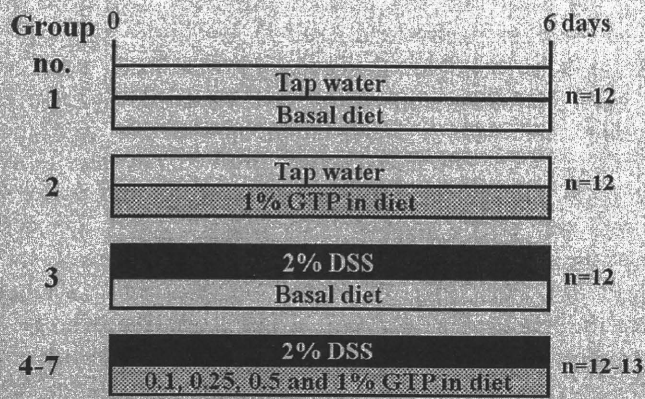 Group no.
0
6 days
1
Tap water
Basal diet
n=12
2
Tap water
1% GTP in diet
n=12
3
2% DSS
Basal diet
n=12
4-7
2% DSS
0.1, 0.25, 0.5 and 1% GTP in diet
n=12-13